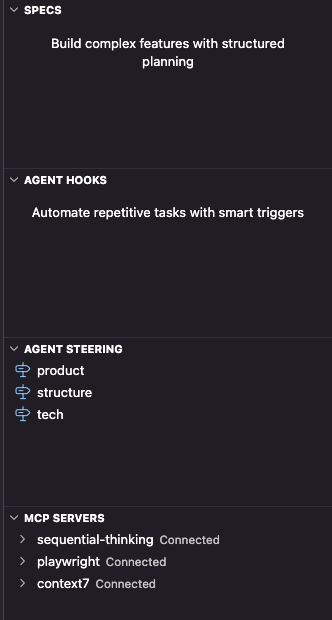 SPECS
Build complex features with structured
planning
AGENT HOOKS
Automate repetitive tasks with smart triggers
AGENT STEERING
product
structure
tech
MCP SERVERS
sequential-thinking Connected
playwright Connected
context7 Connected